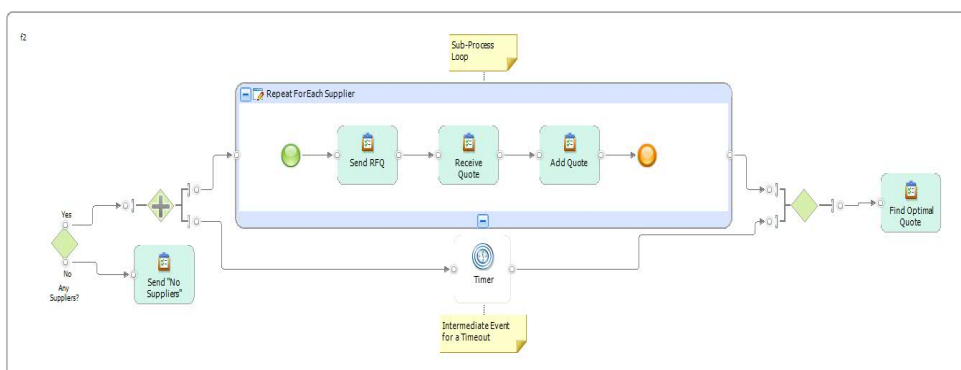 f2
Sub-Process
Loop
Repeat ForEach Supplier
Send RFQ
Receive
Quote
Add Quote
Yes
No
Any
Suppliers?
Send "No
Suppliers"
Timer
Find Optimal
Quote
Intermediate Event
for a Timeout